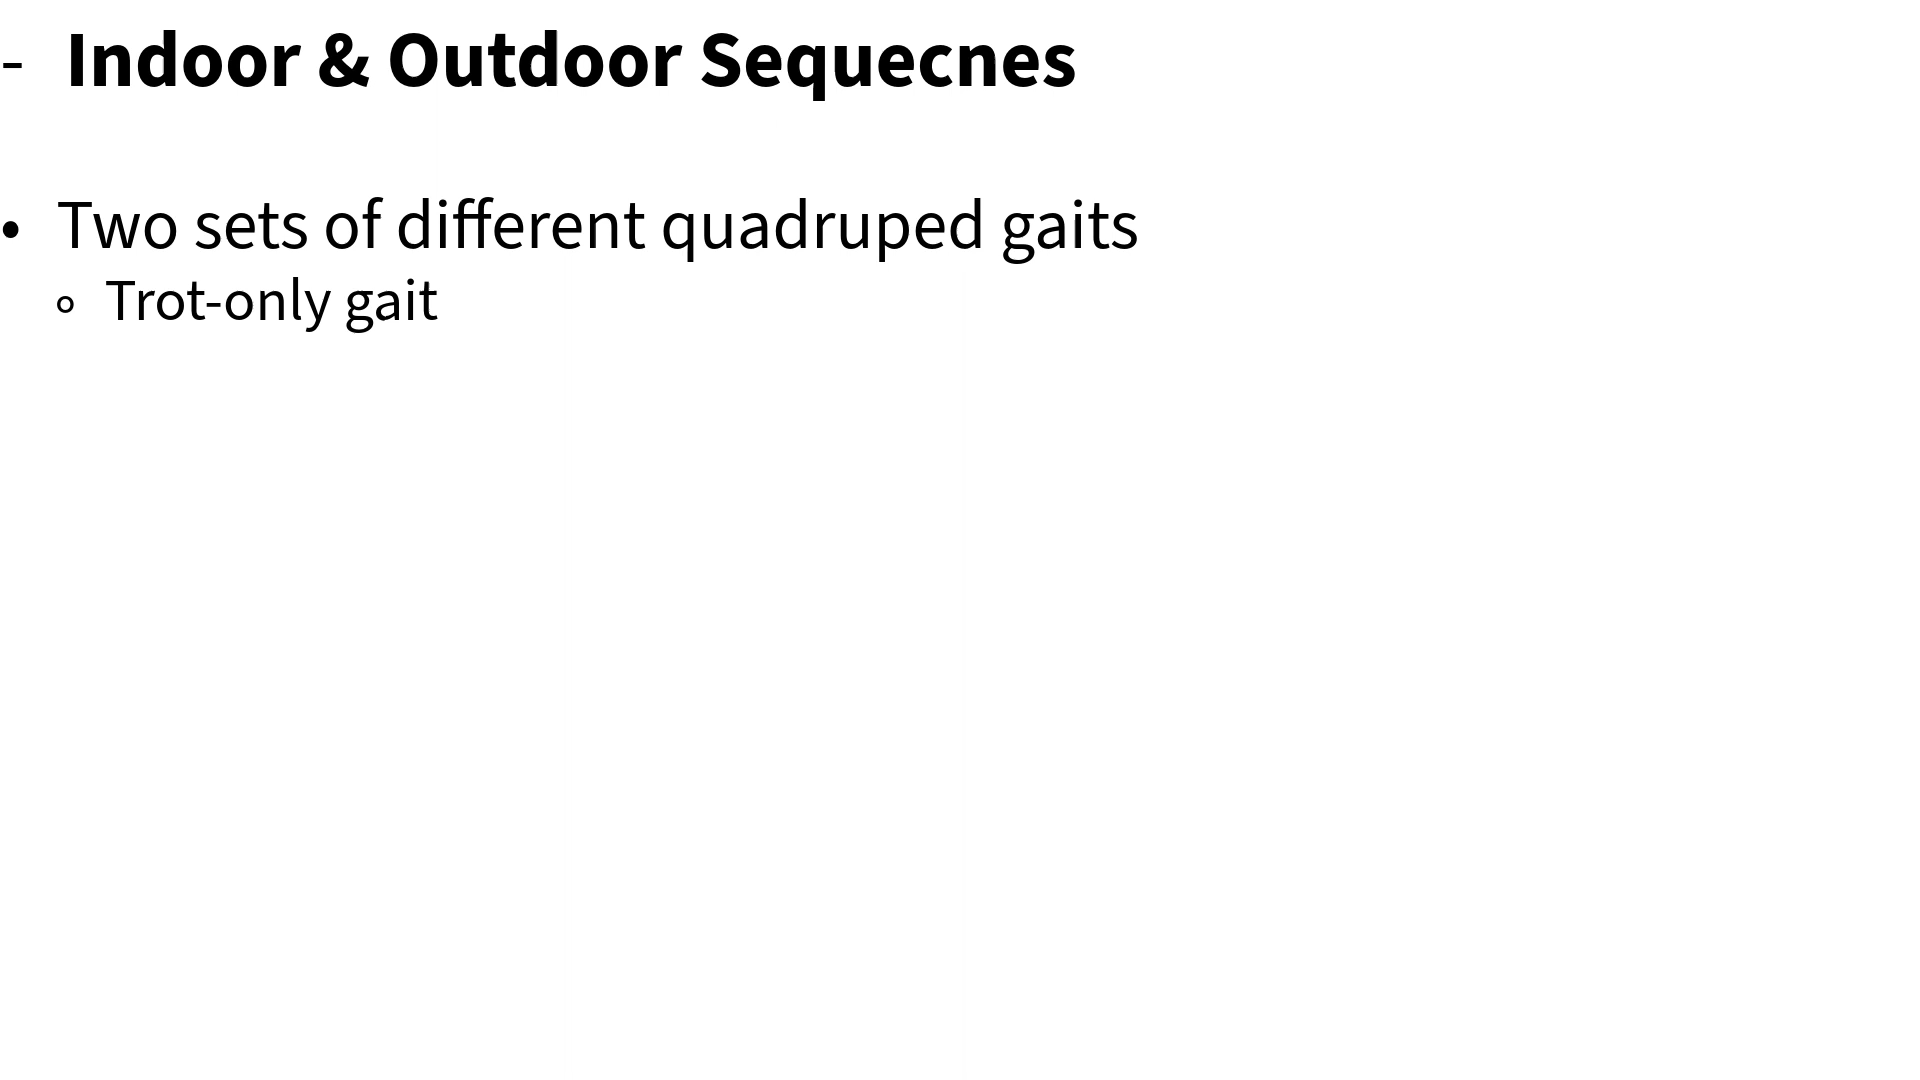 - Indoor & Outdoor Sequecnes
• Two sets of different quadruped gaits
∘ Trot-only gait